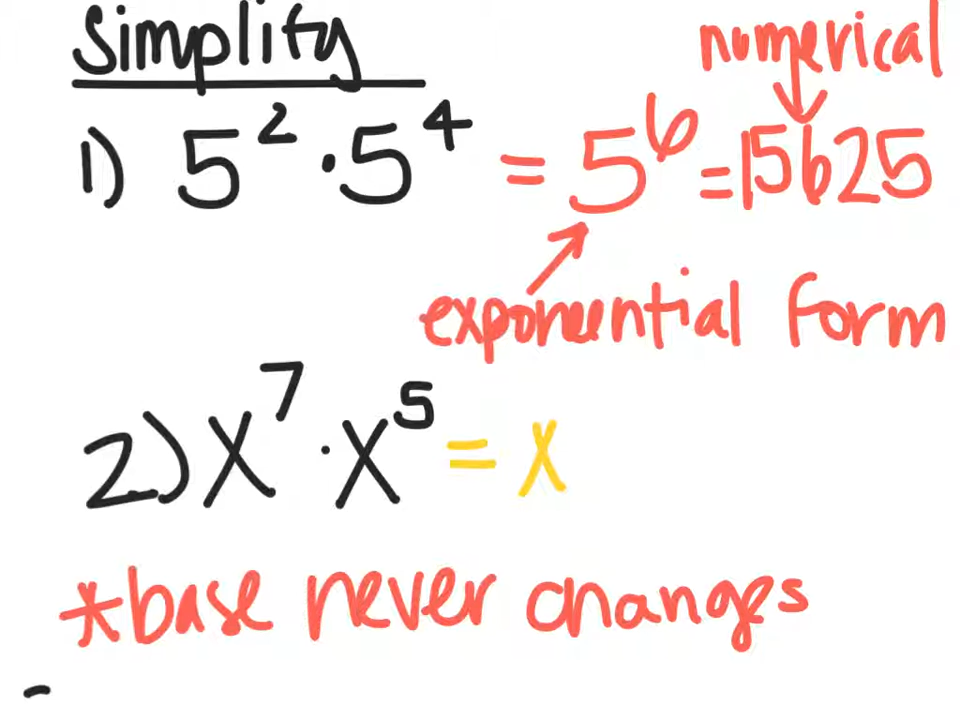 Simplify
numerical
1) 5² · 5⁴ = 5⁶ = 15625
exponential form
2) x⁷ · x⁵ = x
*base never changes